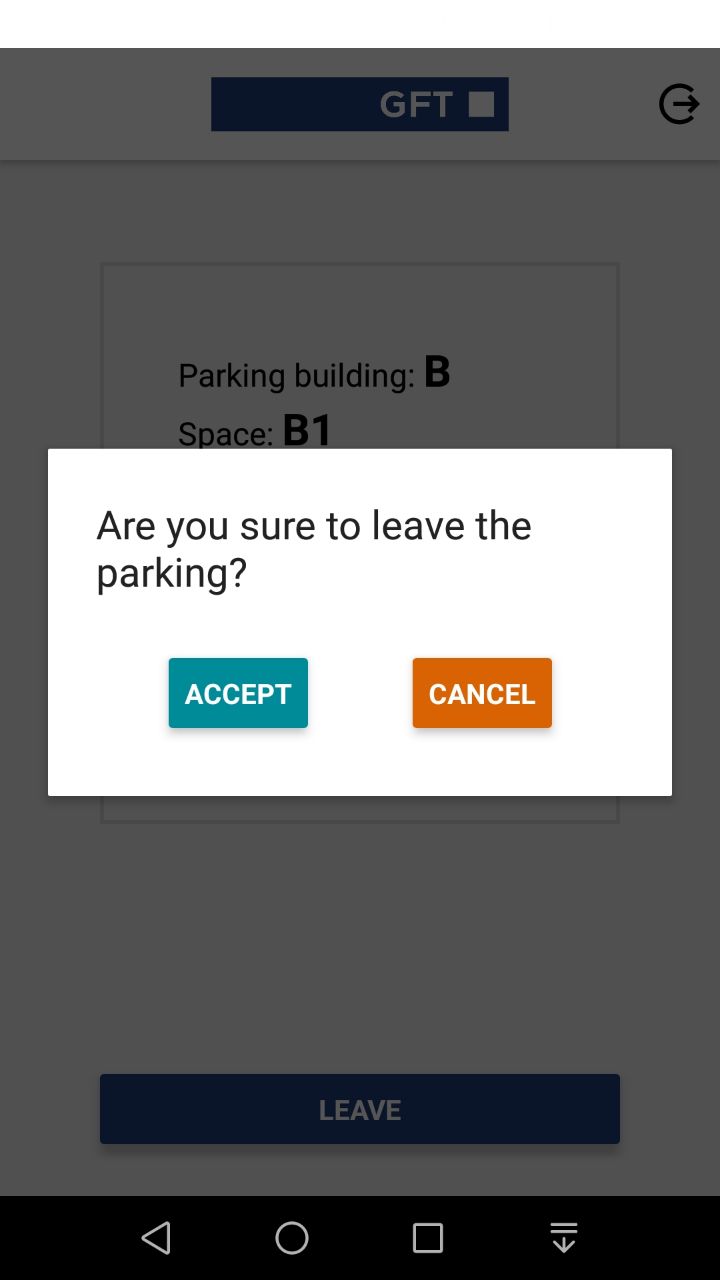 GFT
Parking building: B
Space: B1
Are you sure to leave the
parking?
ACCEPT CANCEL
LEAVE